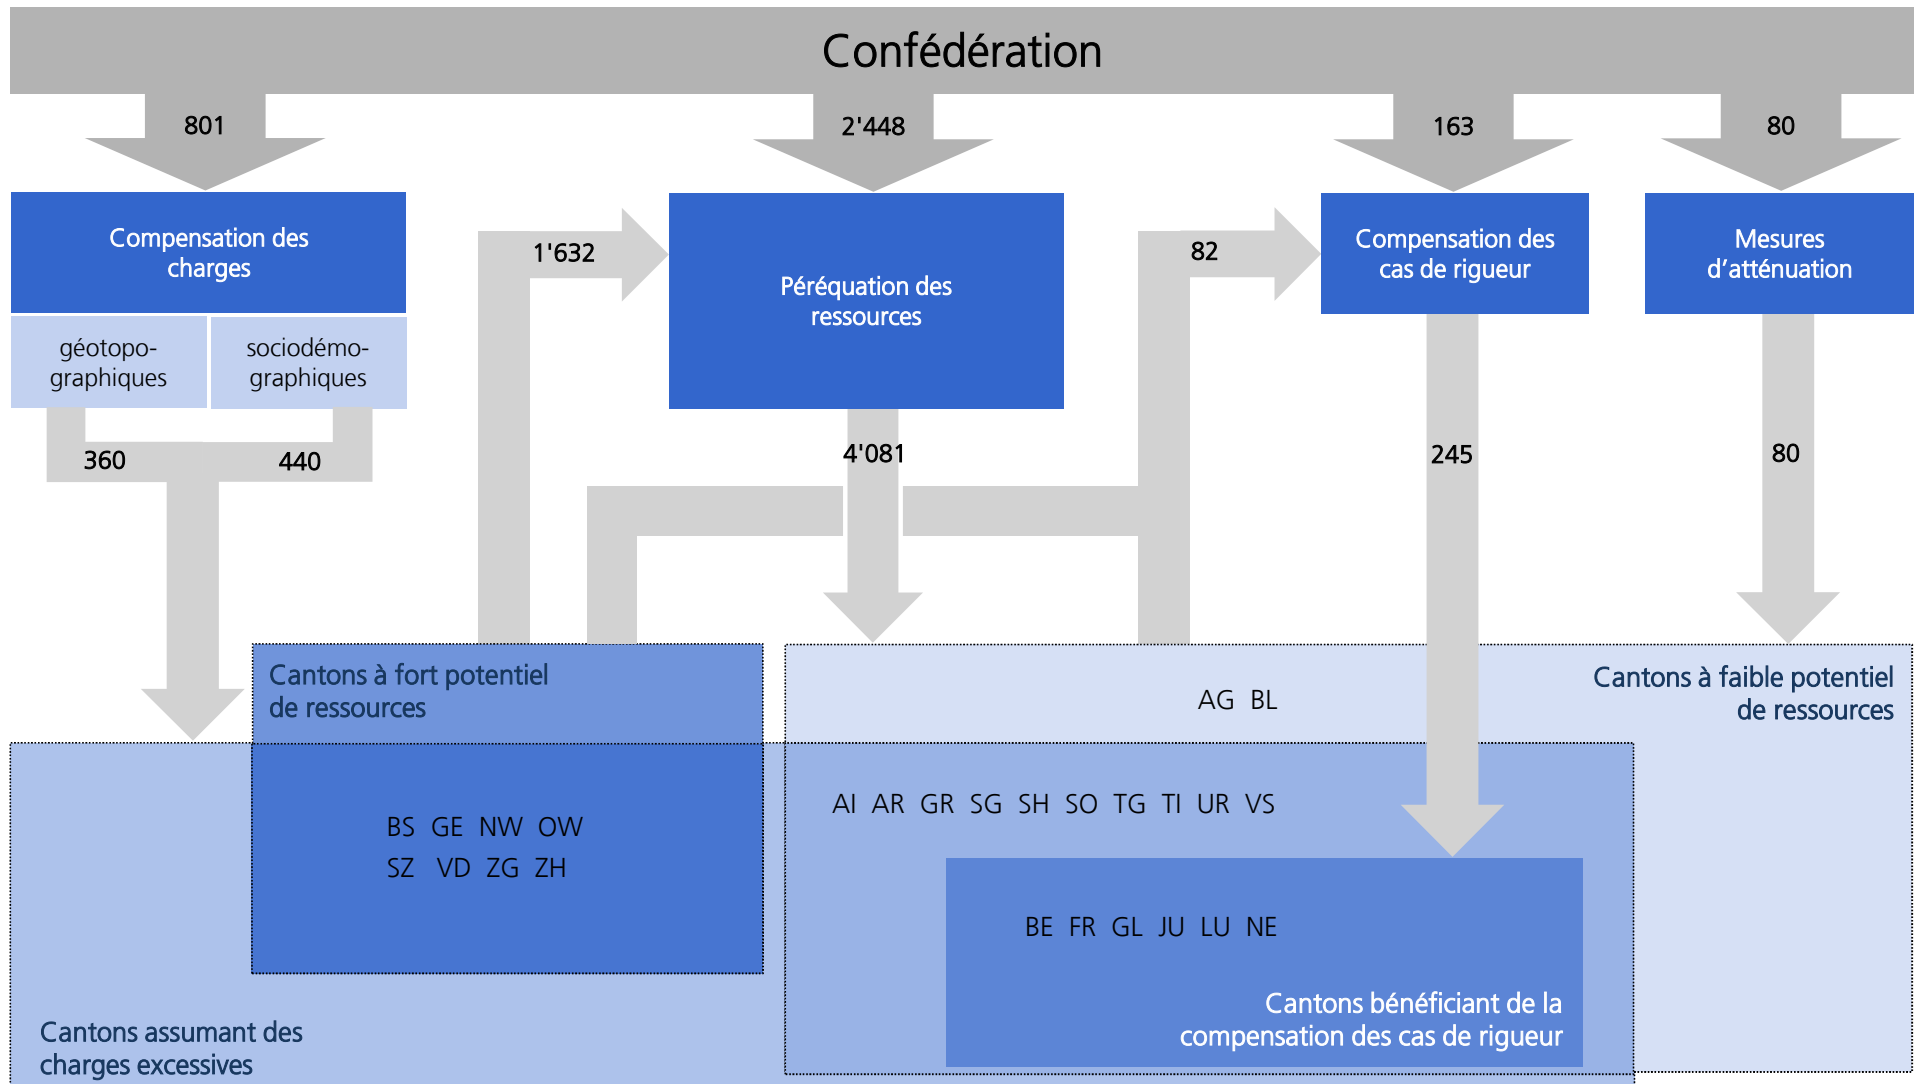 Confédération
801
2'448
163
80
Compensation des
charges
géotopo-
graphiques
sociodémo-
graphiques
1'632
Péréquation des
ressources
82
Compensation des
cas de rigueur
Mesures
d’atténuation
360
440
4'081
245
80
Cantons à fort potentiel
de ressources
Cantons à faible potentiel
de ressources
AG BL
AI AR GR SG SH SO TG TI UR VS
BS GE NW OW
SZ VD ZG ZH
BE FR GL JU LU NE
Cantons bénéficiant de la
compensation des cas de rigueur
Cantons assumant des
charges excessives